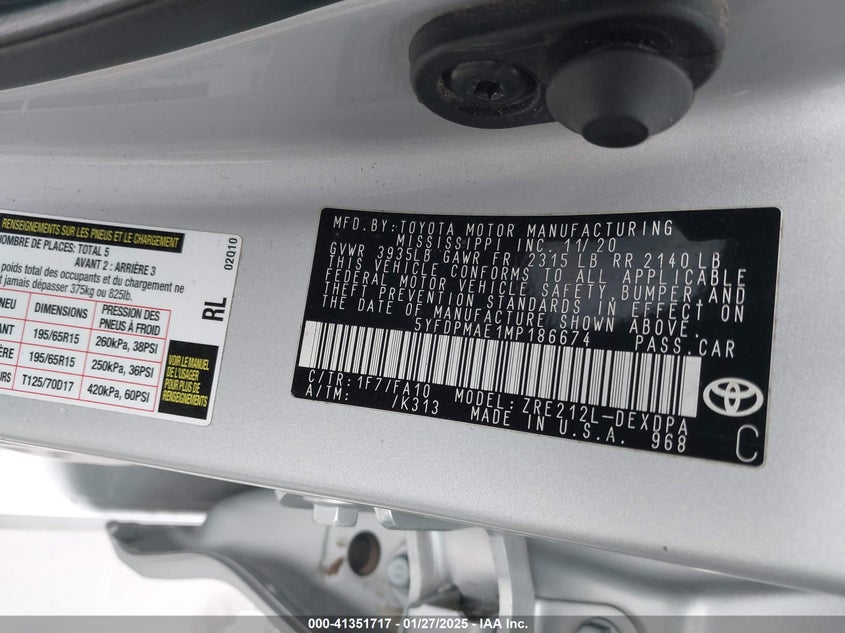 RENSEIGNEMENTS SUR LES PNEUS ET LE CHARGEMENT
NOMBRE DE PLACES: TOTAL 5
AVANT 2 : ARRIÈRE 3
poids total des occupants et du chargement ne
jamais dépasser 375kg ou 825lb.
DIMENSIONS PRESSION DES PNEUS À FROID
195/65R15 260kPa, 38PSI
195/65R15 250kPa, 36PSI
T125/70D17 420kPa, 60PSI
02Q10
RL
VOIR LE MANUEL
DE L'USAGER
POUR PLUS DE
RENSEIGNEMENTS
MFD.BY:TOYOTA MOTOR MANUFACTURING
MISSISSIPPI INC. 11/20
GVWR 3935LB GAWR FR 2315 LB RR 2140 LB
THIS VEHICLE CONFORMS TO ALL APPLICABLE
FEDERAL MOTOR VEHICLE SAFETY,BUMPER,AND
THEFT PREVENTION STANDARDS IN EFFECT ON
THE DATE OF MANUFACTURE SHOWN ABOVE.
5YFDPMAE1MP186674 PASS.CAR
C/TR: 1F7/FA10 MODEL: ZRE212L-DEXDPA
A/TM: /K313 MADE IN U.S.A. 968
C
000-41351717 — 01/27/2025 — IAA Inc.